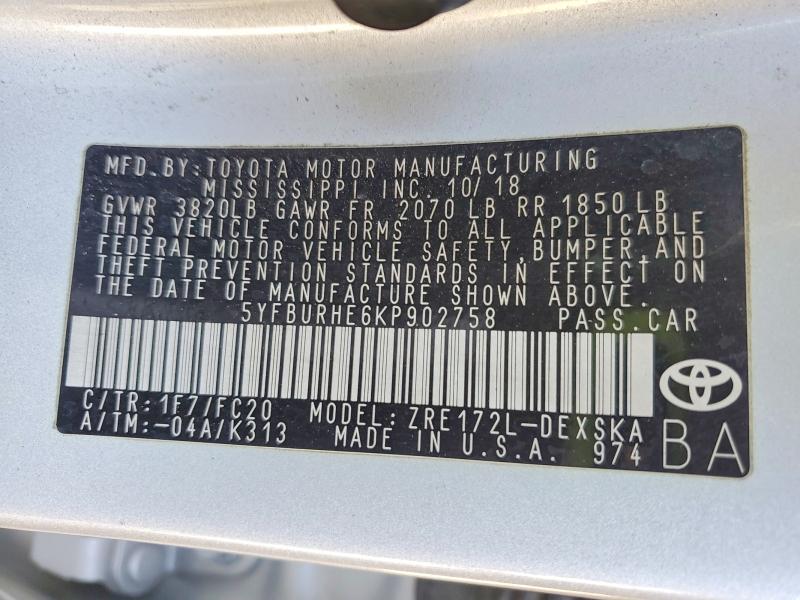 MFD.BY:TOYOTA MOTOR MANUFACTURING
MISSISSIPPI INC. 10/18
GVWR 3820LB GAWR FR 2070 LB RR 1850 LB
THIS VEHICLE CONFORMS TO ALL APPLICABLE
FEDERAL MOTOR VEHICLE SAFETY,BUMPER,AND
THEFT PREVENTION STANDARDS IN EFFECT ON
THE DATE OF MANUFACTURE SHOWN ABOVE.
5YFBURHE6KP902758 PASS.CAR
C/TR:1F7/FC20 MODEL:ZRE172L-DEXSKA
A/TM:-04A/K313 MADE IN U.S.A. 974
BA